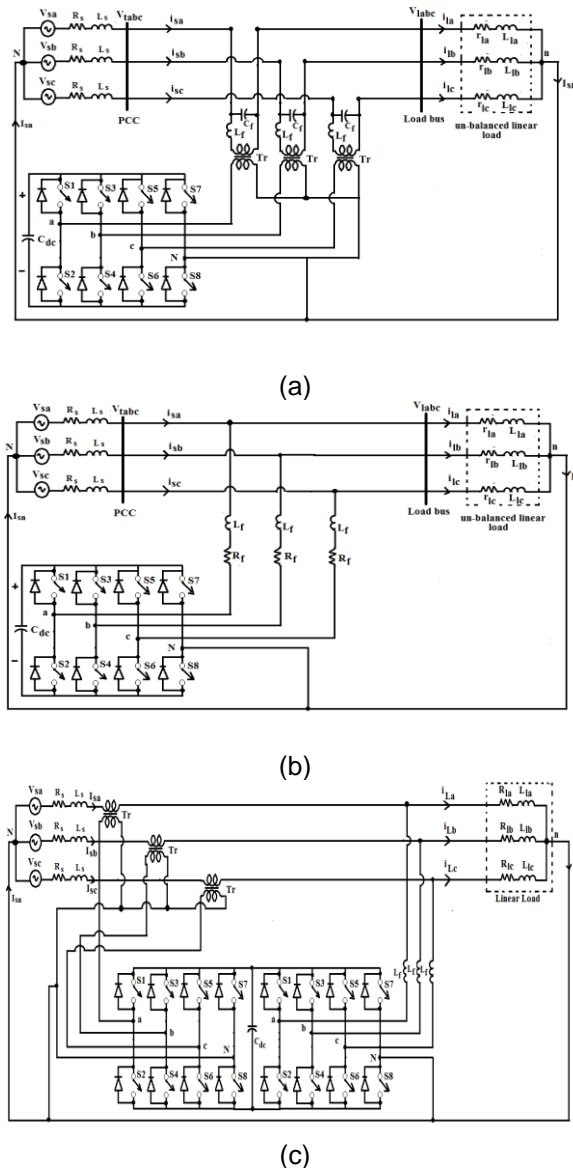 Vsa Rs Ls Vtabc isa Vlabc ila rla Lla
Vsb Rs Ls isb ilb rlb Llb
N n
Vsc Rs Ls isc ilc rlc Llc
Isn PCC Cf Cf Cf Load bus un-balanced linear load
Lf Lf Lf
Tr Tr Tr
+ S1 S3 S5 S7
a b c N
Cdc
− S2 S4 S6 S8
(a)
Vsa Rs Ls Vtabc isa Vlabc ila rla Lla
Vsb Rs Ls isb ilb rlb Llb
N n
Vsc Rs Ls isc ilc rlc Llc
Isn PCC Load bus un-balanced linear load
Lf Lf Lf
Rf Rf Rf
+ S1 S3 S5 S7
a b c N
Cdc
− S2 S4 S6 S8
(b)
Vsa Rs Ls Isa iLa Rla Lla
Tr
Vsb Rs Ls Isb iLb Rlb Llb
N n
Tr
Vsc Rs Ls Isc iLc Rlc Llc
Isn Tr Linear Load
Lf Lf Lf
S1 S3 S5 S7 S1 S3 S5 S7
a b c N Cdc a b c N
S2 S4 S6 S8 S2 S4 S6 S8
(c)